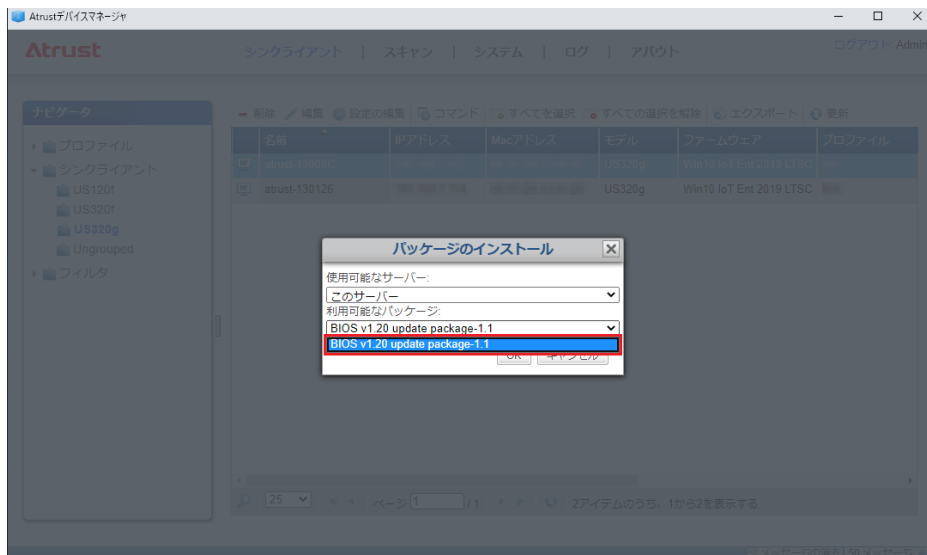 Atrustデバイスマネージャ
Atrust
シンクライアント | スキャン | システム | ログ | アバウト
ログアウト Admin
ナビゲータ
プロファイル
シンクライアント
US120f
US320f
US320g
Ungrouped
フィルタ
削除 編集 設定の編集 コマンド すべてを選択 すべての選択を解除 エクスポート 更新
名前 IPアドレス Macアドレス モデル ファームウェア プロファイル
US320g Win10 IoT Ent 2019 LTSC
atrust-130126 US320g Win10 IoT Ent 2019 LTSC
パッケージのインストール
使用可能なサーバー:
このサーバー
利用可能なパッケージ:
BIOS v1.20 update package-1.1
BIOS v1.20 update package-1.1
OK キャンセル
25 ページ 1 / 1 2アイテムのうち、1から2を表示する